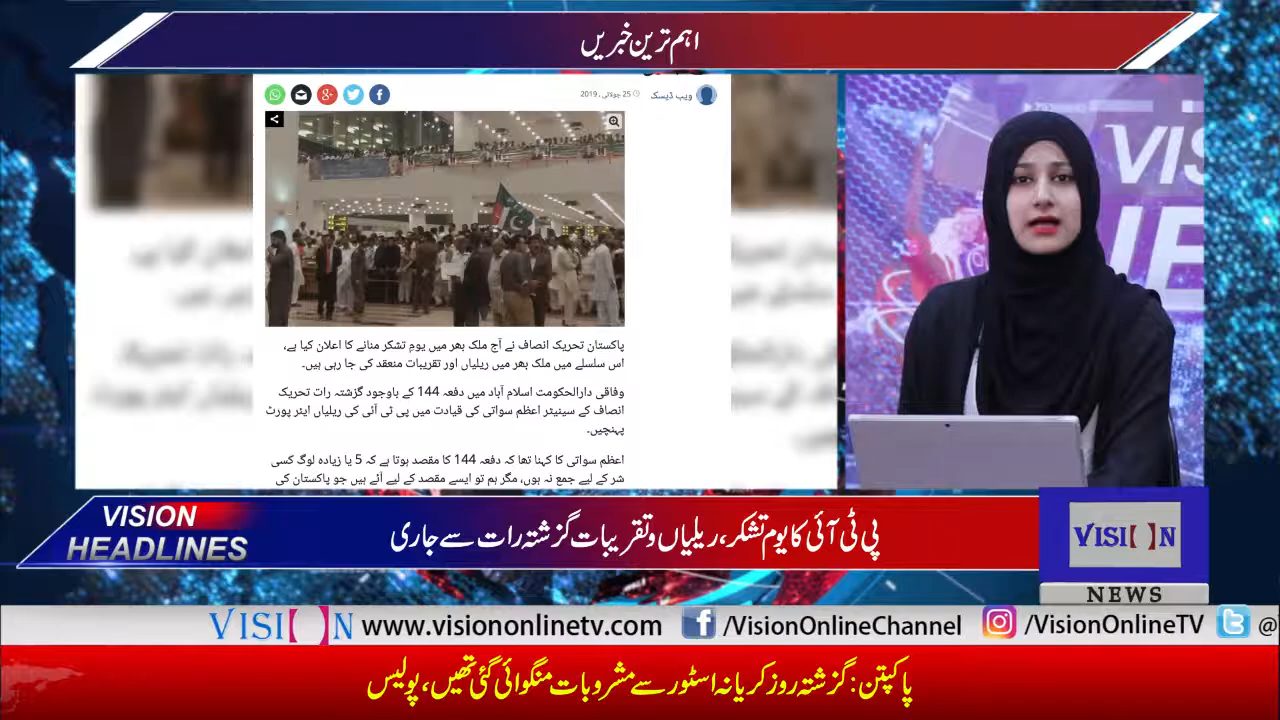 اہم ترین خبریں
ویب ڈیسک
25 جولائی ، 2019
پاکستان تحریک انصاف نے آج ملک بھر میں یومِ تشکر منانے کا اعلان کیا ہے،
اس سلسلے میں ملک بھر میں ریلیاں اور تقریبات منعقد کی جا رہی ہیں۔
وفاقی دارالحکومت اسلام آباد میں دفعہ 144 کے باوجود گزشتہ رات تحریک
انصاف کے سینیٹر اعظم سواتی کی قیادت میں پی ٹی آئی کی ریلیاں ایئر پورٹ
پہنچیں۔
اعظم سواتی کا کہنا تھا کہ دفعہ 144 کا مقصد ہوتا ہے کہ 5 یا زیادہ لوگ کسی
شر کے لیے جمع نہ ہوں، مگر ہم تو ایسے مقصد کے لیے آئے ہیں جو پاکستان کی
VIS
VISION
HEADLINES
پی ٹی آئی کا یوم تشکر، ریلیاں و تقریبات گزشتہ رات سے جاری
VISION
NEWS
VISION www.visiononlinetv.com /VisionOnlineChannel /VisionOnlineTV @
پاکپتن: گزشتہ روز کریانہ اسٹور سے مشروبات منگوائی گئی تھیں، پولیس